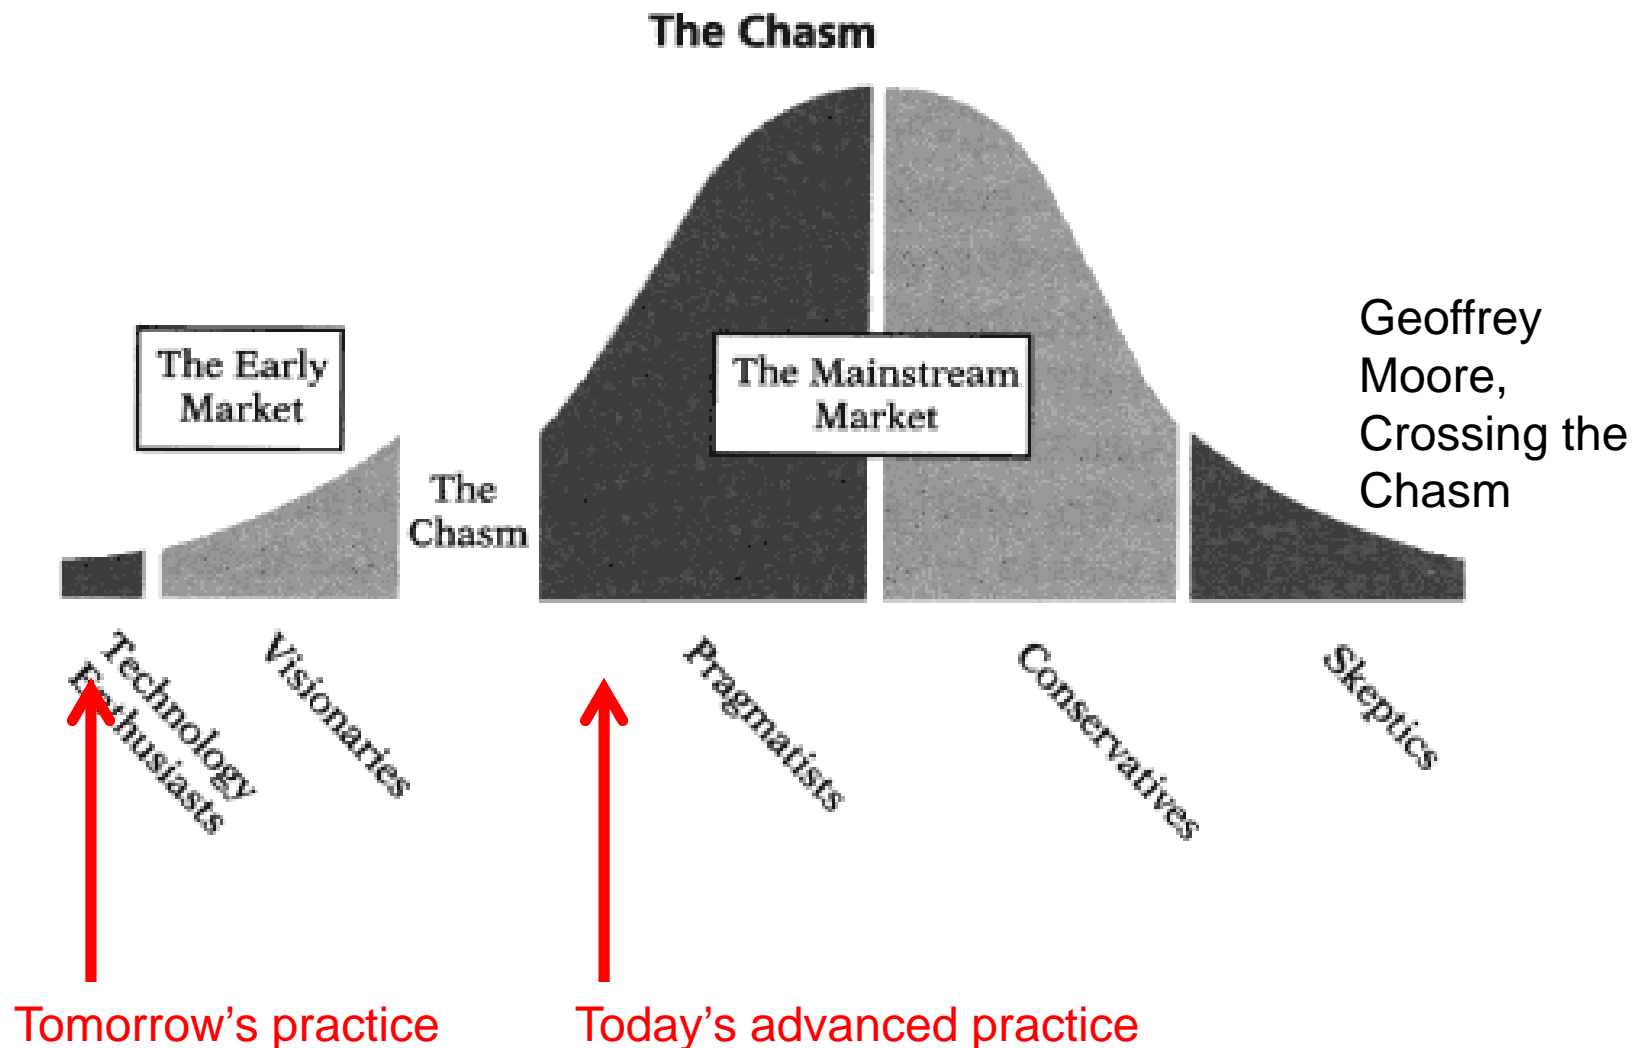 The Chasm
The Early
Market
The
Chasm
The Mainstream
Market
Geoffrey
Moore,
Crossing the
Chasm
Technology
Enthusiasts
Visionaries
Pragmatists
Conservatives
Skeptics
Tomorrow’s practice
Today’s advanced practice